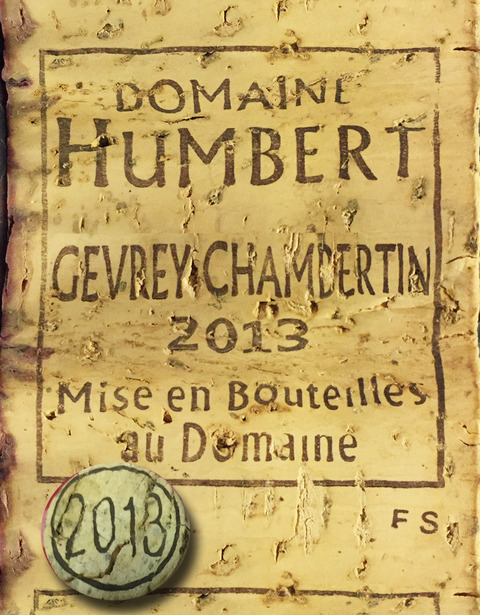 DOMAINE
HUMBERT
GEVREY CHAMBERTIN
2013
Mise en Bouteilles
au Domaine
2013
FS